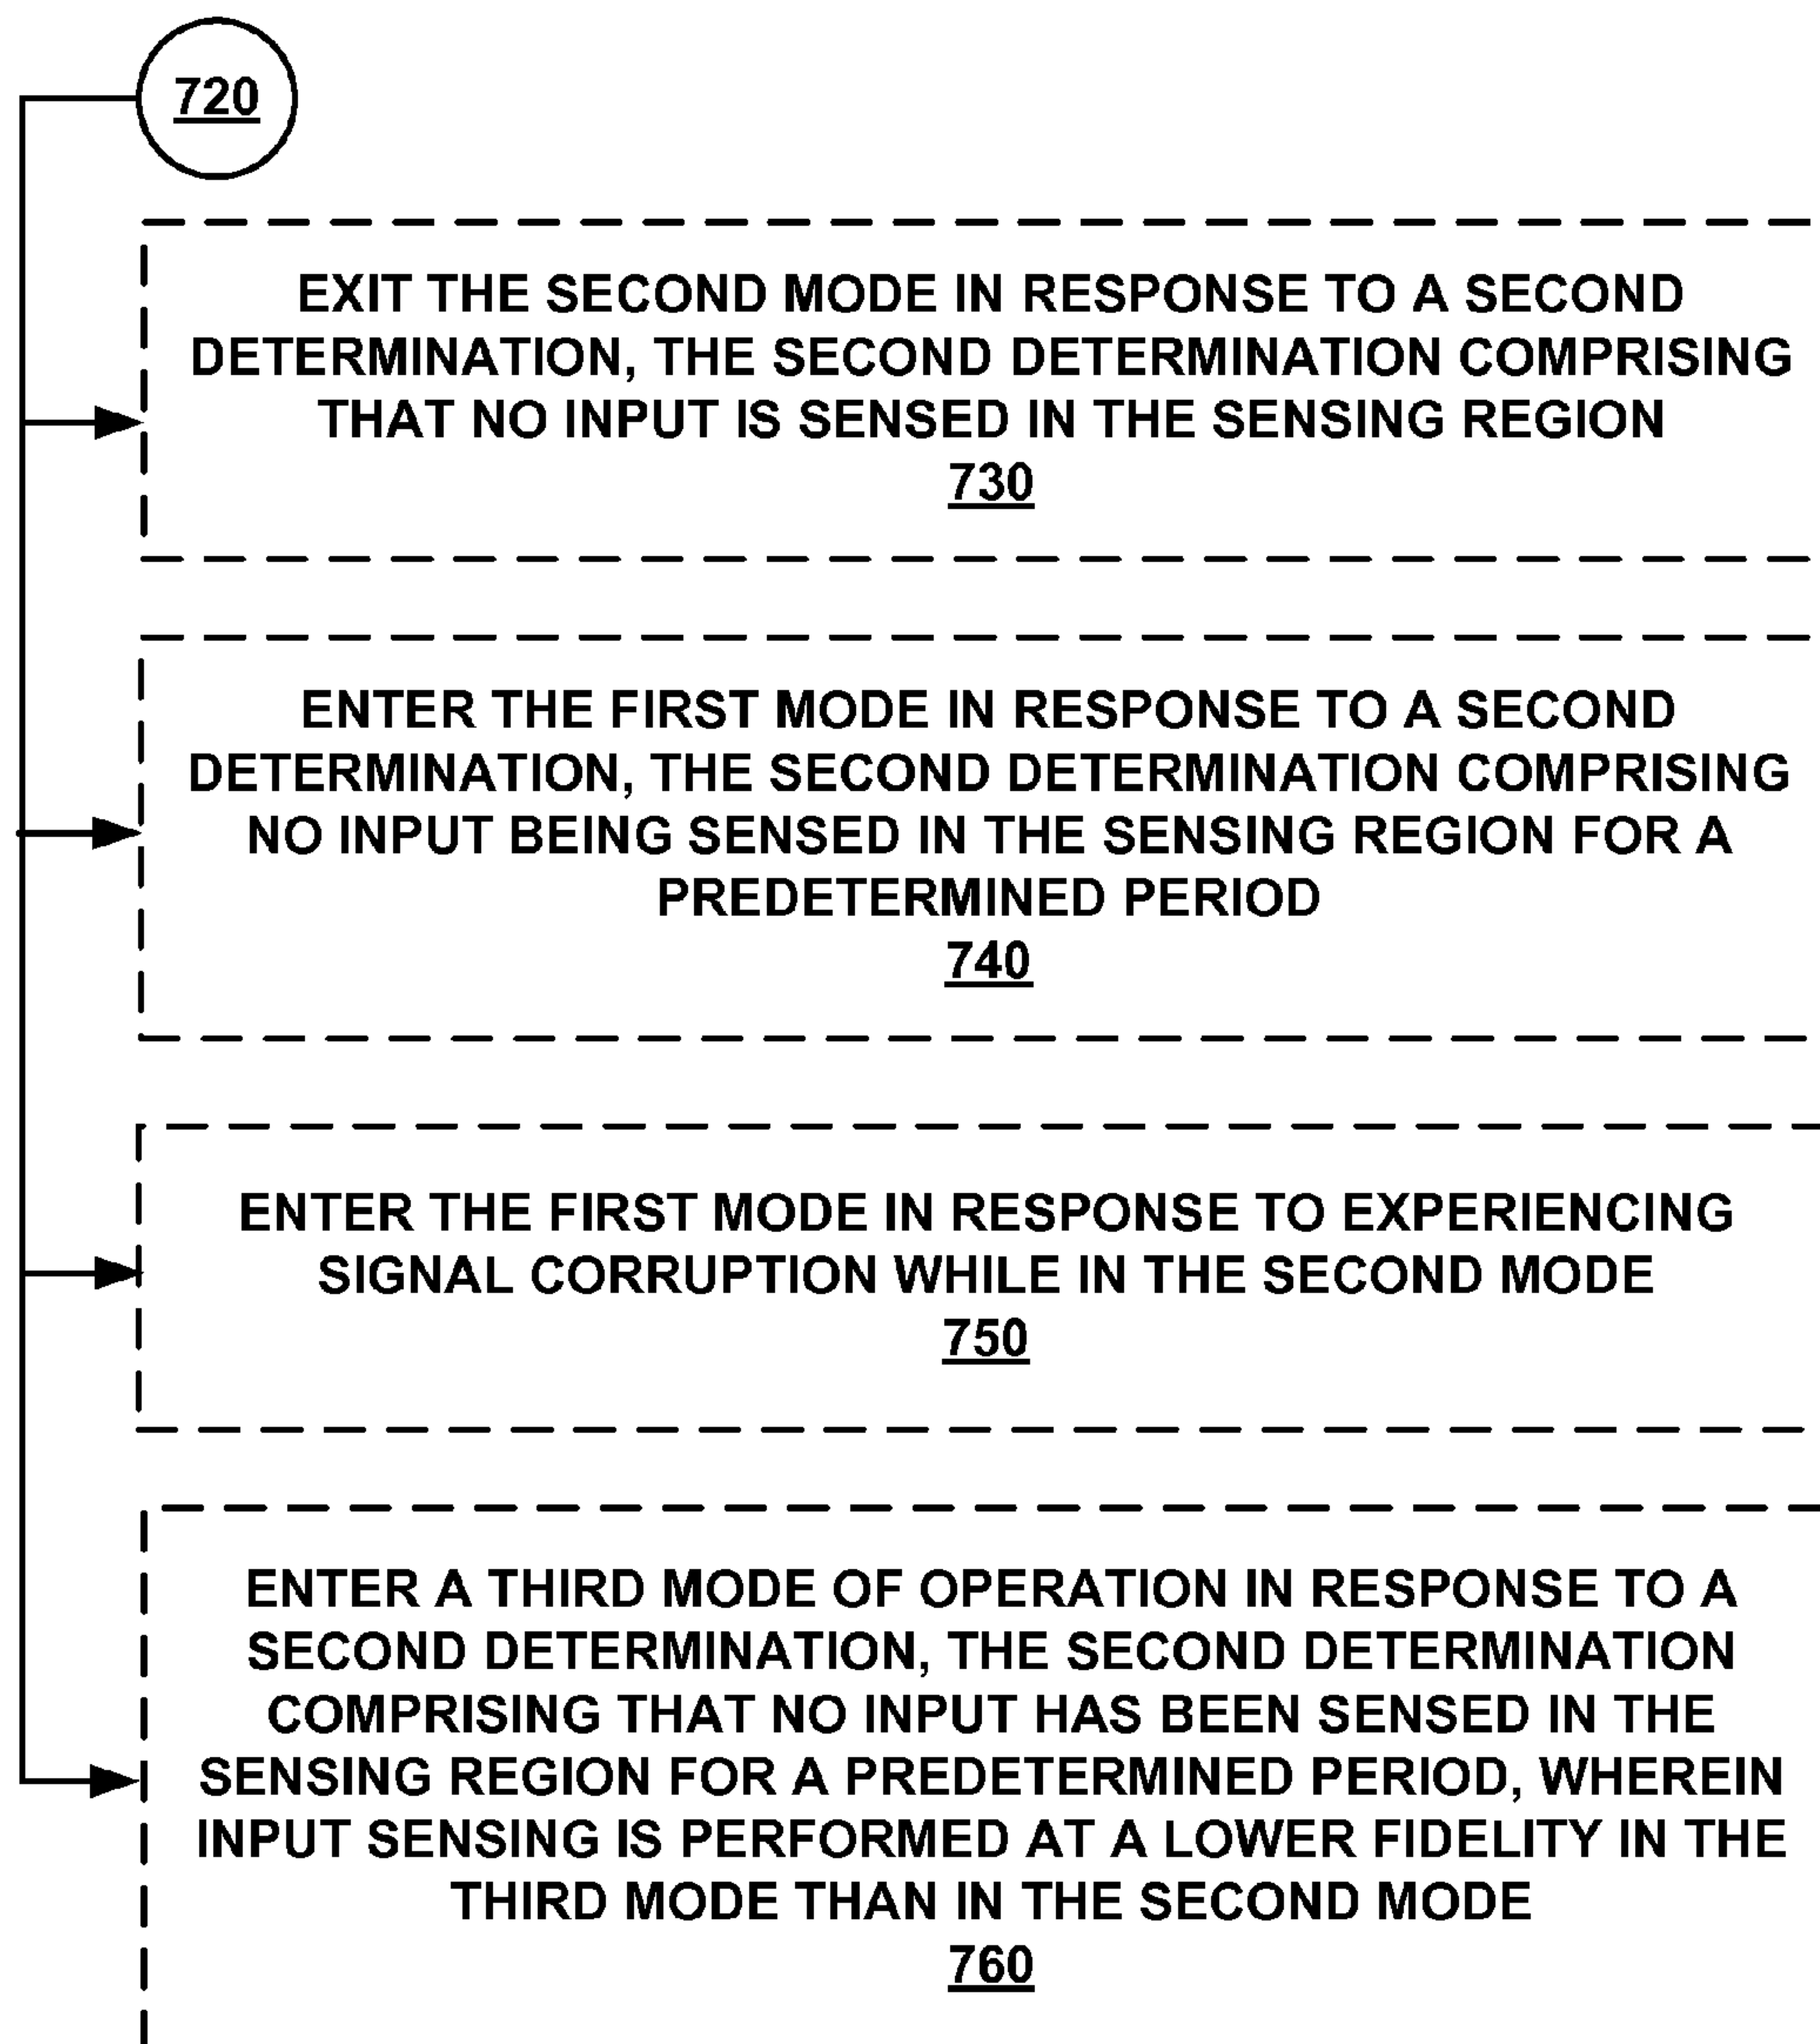 720
EXIT THE SECOND MODE IN RESPONSE TO A SECOND
DETERMINATION, THE SECOND DETERMINATION COMPRISING
THAT NO INPUT IS SENSED IN THE SENSING REGION
730
ENTER THE FIRST MODE IN RESPONSE TO A SECOND
DETERMINATION, THE SECOND DETERMINATION COMPRISING
NO INPUT BEING SENSED IN THE SENSING REGION FOR A
PREDETERMINED PERIOD
740
ENTER THE FIRST MODE IN RESPONSE TO EXPERIENCING
SIGNAL CORRUPTION WHILE IN THE SECOND MODE
750
ENTER A THIRD MODE OF OPERATION IN RESPONSE TO A
SECOND DETERMINATION, THE SECOND DETERMINATION
COMPRISING THAT NO INPUT HAS BEEN SENSED IN THE
SENSING REGION FOR A PREDETERMINED PERIOD, WHEREIN
INPUT SENSING IS PERFORMED AT A LOWER FIDELITY IN THE
THIRD MODE THAN IN THE SECOND MODE
760